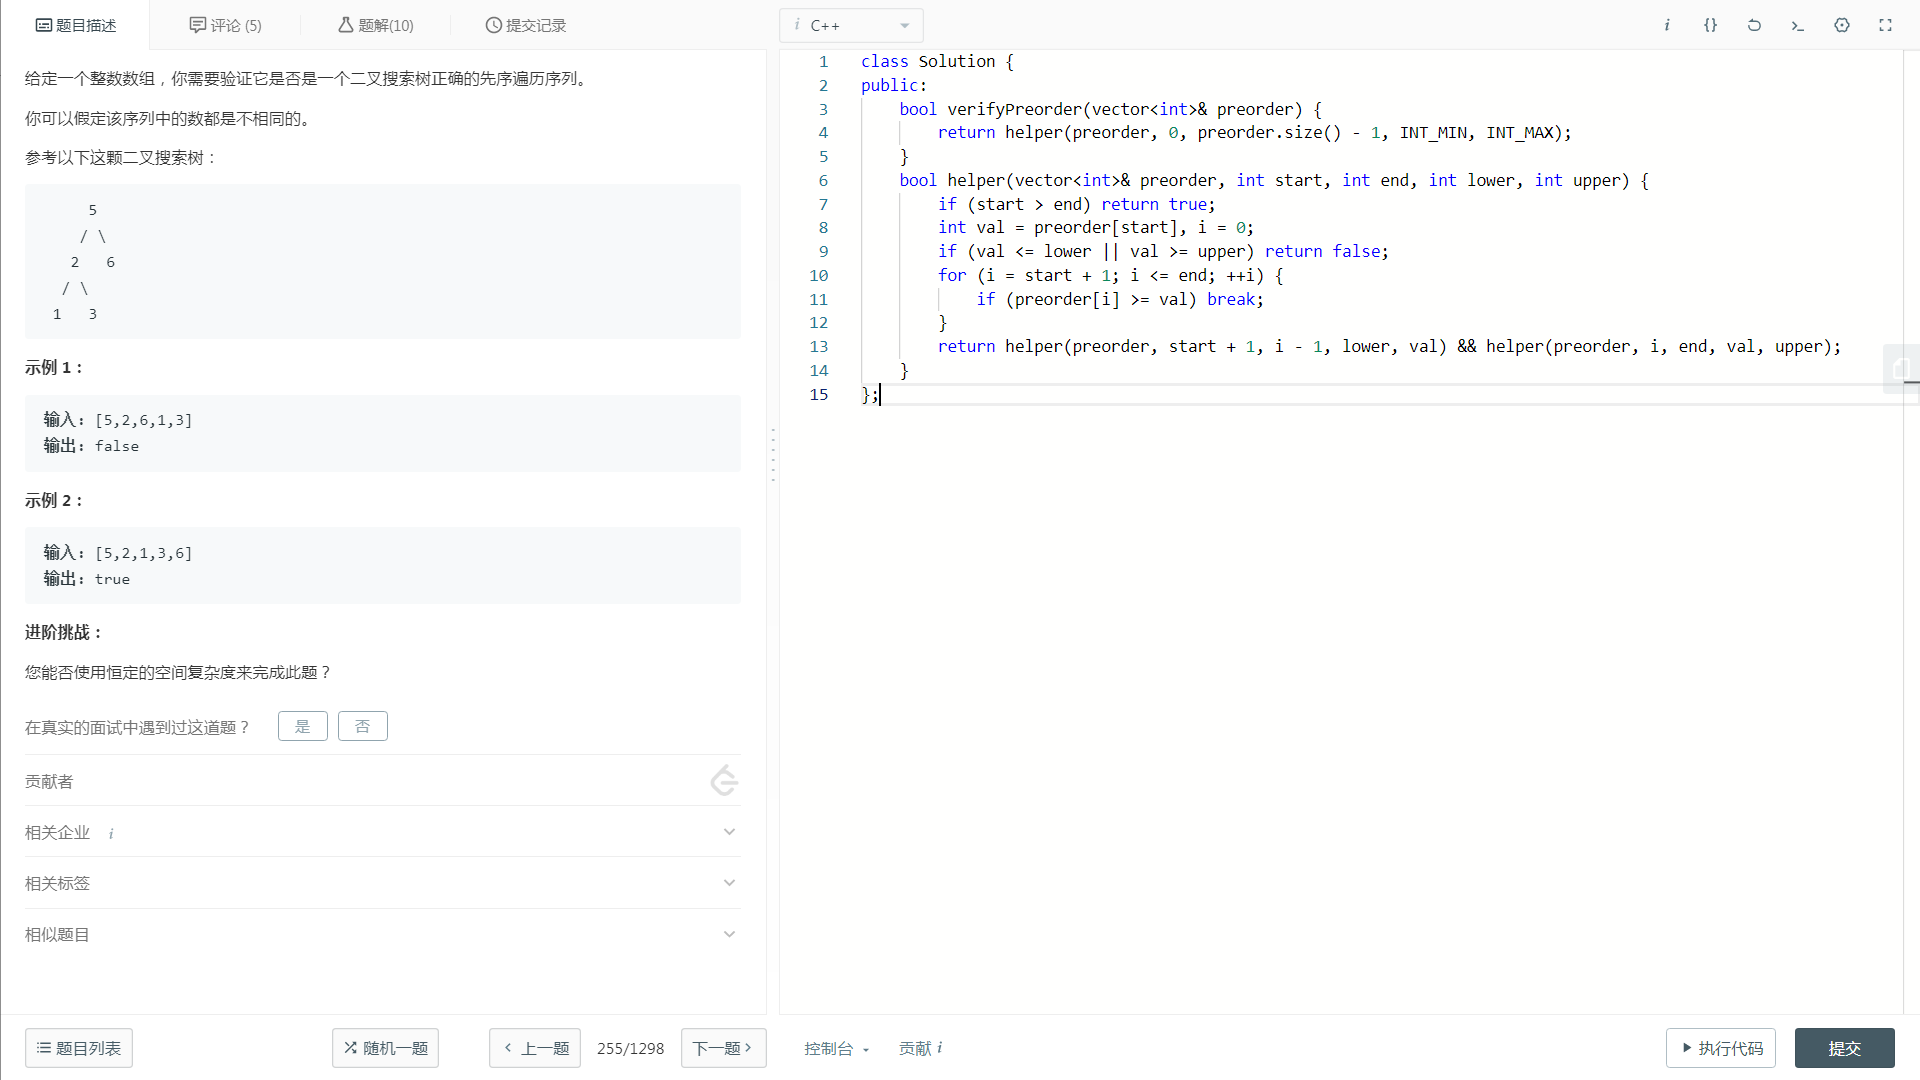 题目描述
评论 (5)
题解(10)
提交记录
给定一个整数数组，你需要验证它是否是一个二叉搜索树正确的先序遍历序列。
你可以假定该序列中的数都是不相同的。
参考以下这颗二叉搜索树：
     5
    / \
   2   6
  / \
 1   3
示例 1：
输入: [5,2,6,1,3]
输出: false
示例 2：
输入: [5,2,1,3,6]
输出: true
进阶挑战：
您能否使用恒定的空间复杂度来完成此题？
在真实的面试中遇到过这道题？ 是 否
贡献者
相关企业 i
相关标签
相似题目
题目列表
随机一题
上一题
255/1298
下一题
i C++
i {}
1 class Solution {
2 public:
3     bool verifyPreorder(vector<int>& preorder) {
4         return helper(preorder, 0, preorder.size() - 1, INT_MIN, INT_MAX);
5     }
6     bool helper(vector<int>& preorder, int start, int end, int lower, int upper) {
7         if (start > end) return true;
8         int val = preorder[start], i = 0;
9         if (val <= lower || val >= upper) return false;
10         for (i = start + 1; i <= end; ++i) {
11             if (preorder[i] >= val) break;
12         }
13         return helper(preorder, start + 1, i - 1, lower, val) && helper(preorder, i, end, val, upper);
14     }
15 };
控制台
贡献 i
执行代码
提交